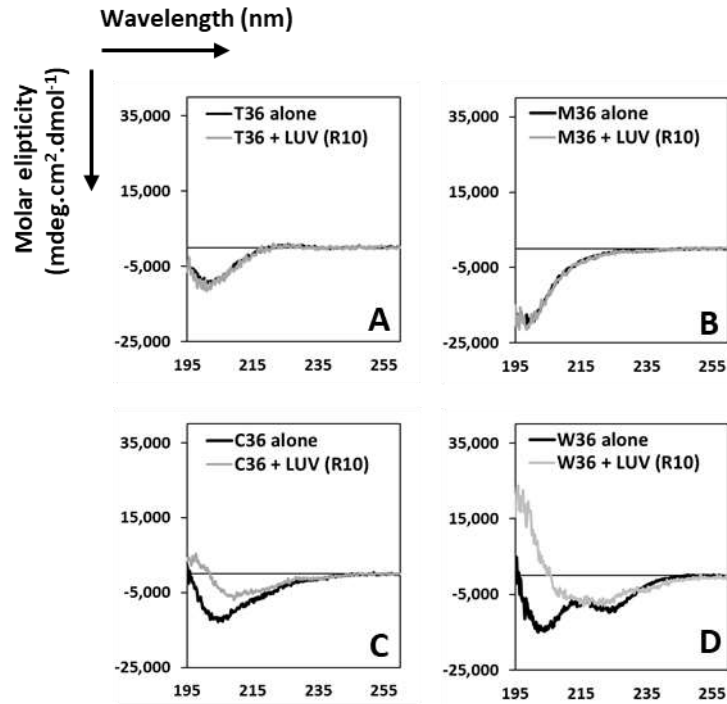 Wavelength (nm)
Molar elipticity
(mdeg.cm².dmol⁻¹)
35,000
15,000
-5,000
-25,000
195 215 235 255
T36 alone
T36 + LUV (R10)
A
35,000
15,000
-5,000
-25,000
195 215 235 255
M36 alone
M36 + LUV (R10)
B
35,000
15,000
-5,000
-25,000
195 215 235 255
C36 alone
C36 + LUV (R10)
C
35,000
15,000
-5,000
-25,000
195 215 235 255
W36 alone
W36 + LUV (R10)
D